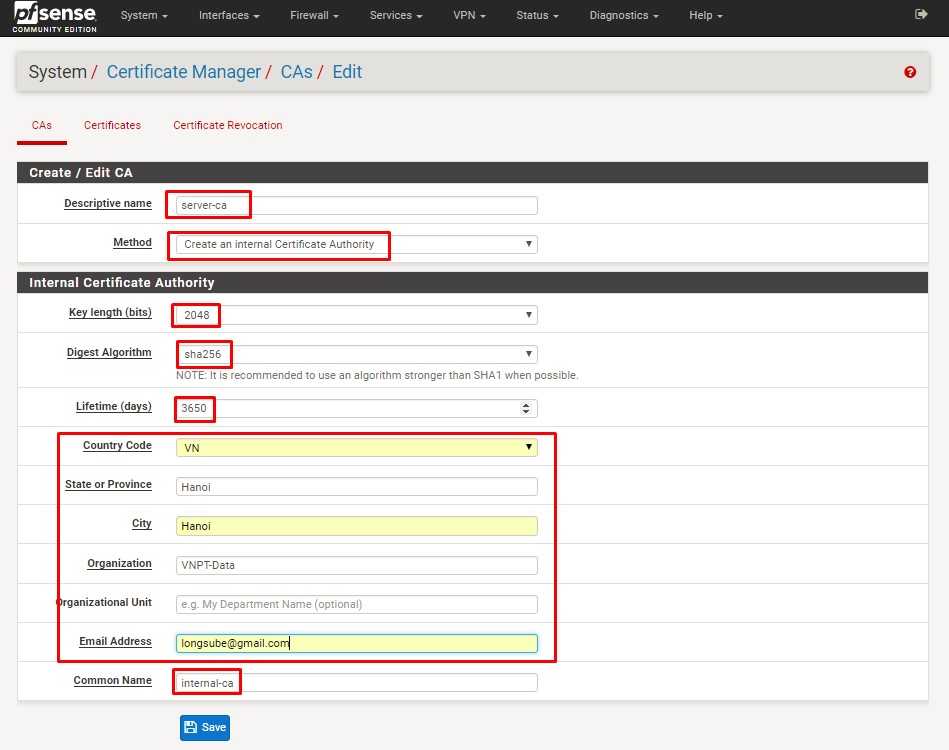 pfsense
COMMUNITY EDITION
System Interfaces Firewall Services VPN Status Diagnostics Help
System / Certificate Manager / CAs / Edit
CAs Certificates Certificate Revocation
Create / Edit CA
Descriptive name server-ca
Method Create an internal Certificate Authority
Internal Certificate Authority
Key length (bits) 2048
Digest Algorithm sha256
NOTE: It is recommended to use an algorithm stronger than SHA1 when possible.
Lifetime (days) 3650
Country Code VN
State or Province Hanoi
City Hanoi
Organization VNPT-Data
Organizational Unit e.g. My Department Name (optional)
Email Address longsube@gmail.com
Common Name internal-ca
Save